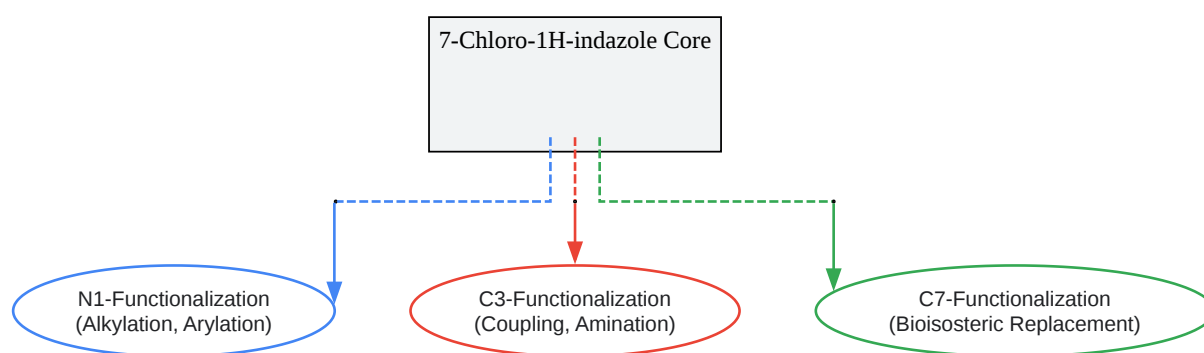 7-Chloro-1H-indazole Core
N1-Functionalization
(Alkylation, Arylation)
C3-Functionalization
(Coupling, Amination)
C7-Functionalization
(Bioisosteric Replacement)